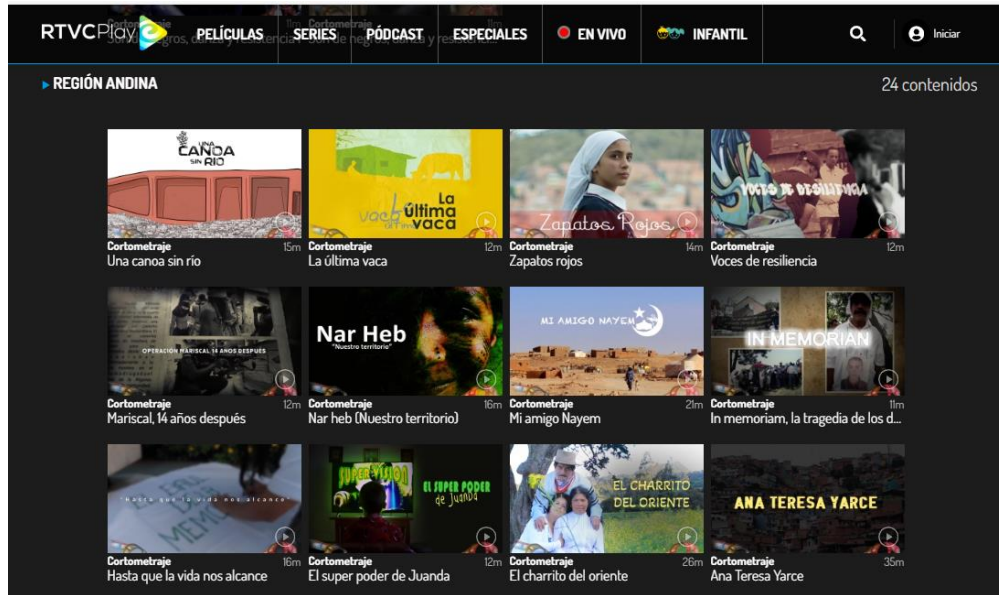 Cortometraje 11m Cortometraje 11m
RTVCPlay PELÍCULAS SERIES PÓDCAST ESPECIALES EN VIVO INFANTIL Iniciar
REGIÓN ANDINA 24 contenidos
UNA CANOA SIN RIO
La última vaca
Zapatos Rojos
VOCES DE RESILIENCIA
Cortometraje 15m Cortometraje 12m Cortometraje 14m Cortometraje 12m
Una canoa sin río La última vaca Zapatos rojos Voces de resiliencia
OPERACIÓN MARISCAL 14 AÑOS DESPUÉS
Nar Heb
"Nuestro territorio"
MI AMIGO NAYEM
IN MEMORIAN
Cortometraje 12m Cortometraje 16m Cortometraje 21m Cortometraje 11m
Mariscal, 14 años después Nar heb (Nuestro territorio) Mi amigo Nayem In memoriam, la tragedia de los d...
"Hasta que la vida nos alcance"
SUPER VISIÓN
EL SUPER PODER
de Juanda
EL CHARRITO
DEL ORIENTE
ANA TERESA YARCE
Cortometraje 16m Cortometraje 12m Cortometraje 26m Cortometraje 35m
Hasta que la vida nos alcance El super poder de Juanda El charrito del oriente Ana Teresa Yarce